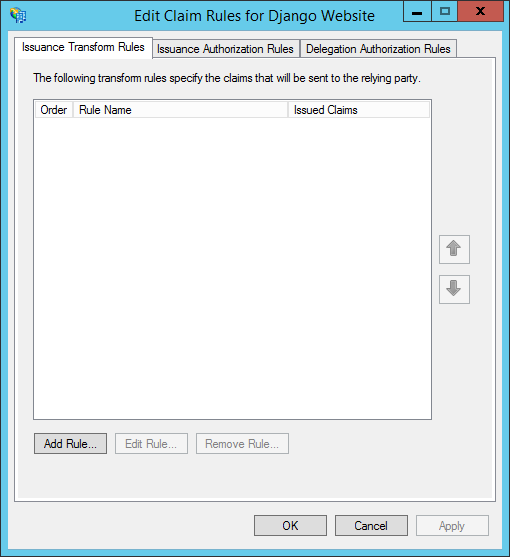 Edit Claim Rules for Django Website
Issuance Transform Rules Issuance Authorization Rules Delegation Authorization Rules
The following transform rules specify the claims that will be sent to the relying party.
Order Rule Name Issued Claims
Add Rule... Edit Rule... Remove Rule...
OK Cancel Apply